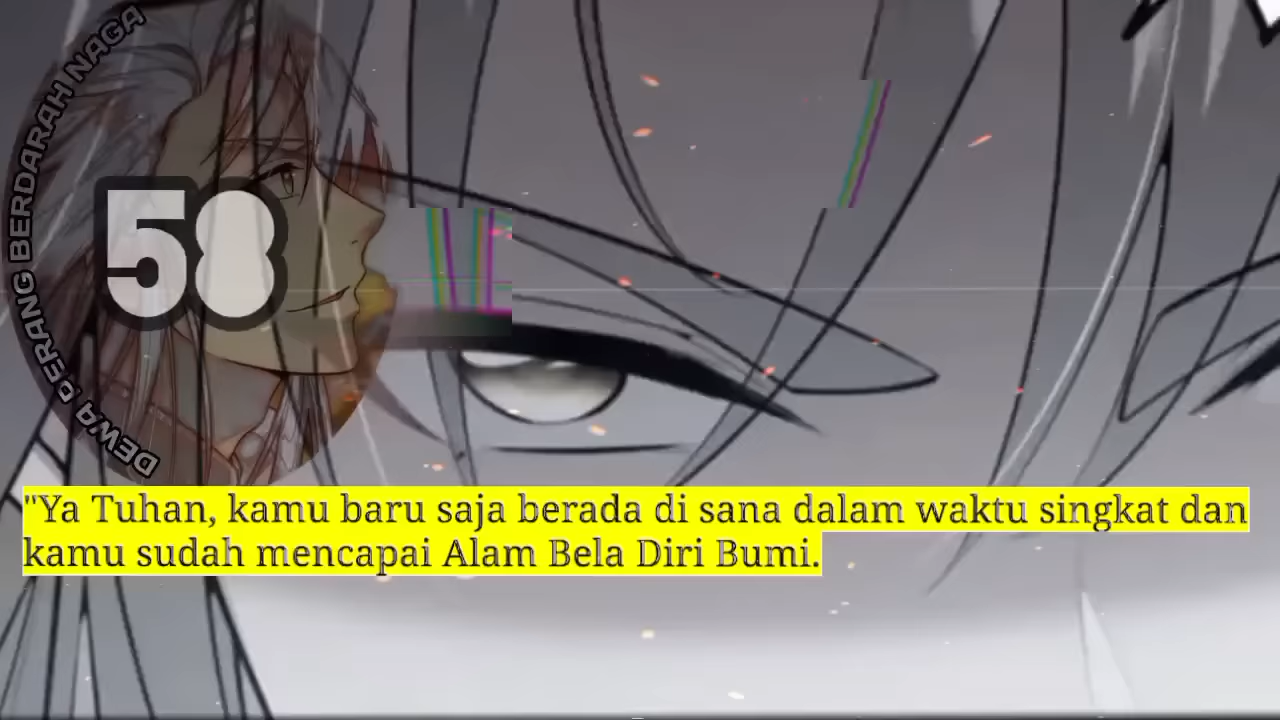 DEWA PERANG BERDARAH NAGA
58
"Ya Tuhan, kamu baru saja berada di sana dalam waktu singkat dan
kamu sudah mencapai Alam Bela Diri Bumi.